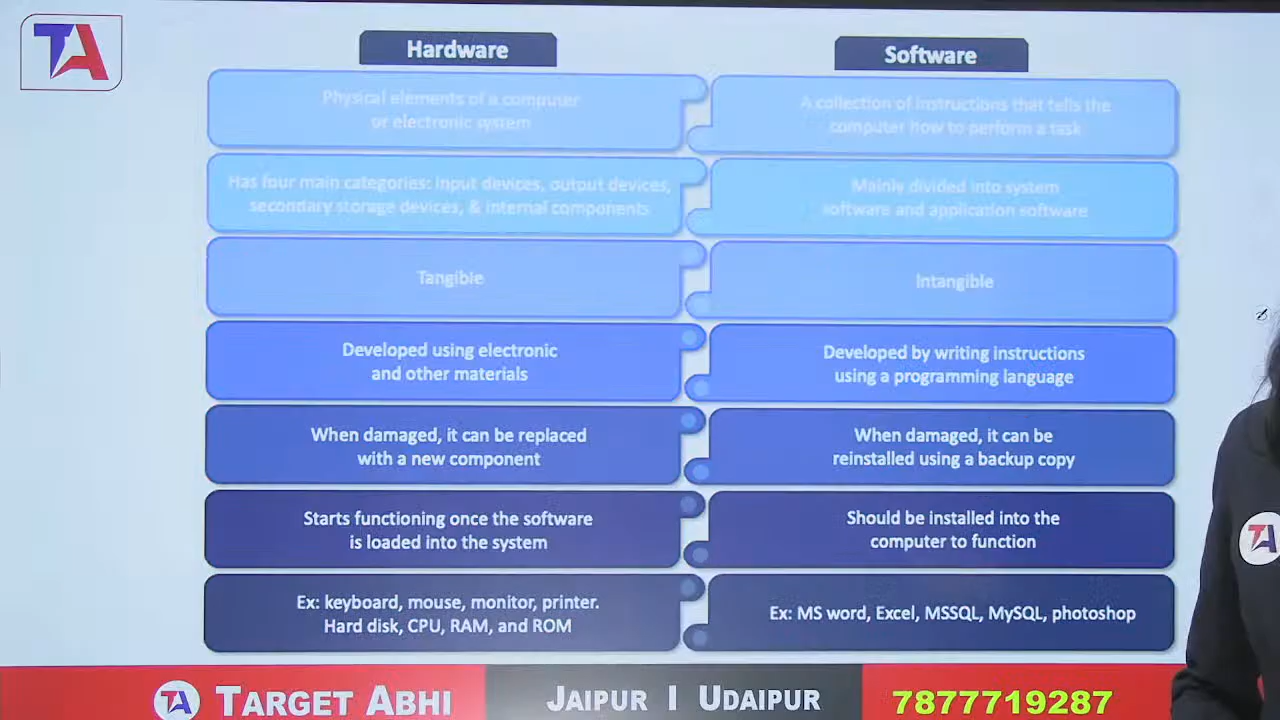 TA
Hardware
Software
Physical elements of a computer
or electronic system
A collection of instructions that tells the
computer how to perform a task
Has four main categories: input devices, output devices,
secondary storage devices, & internal components
Mainly divided into system
software and application software
Tangible
Intangible
Developed using electronic
and other materials
Developed by writing instructions
using a programming language
When damaged, it can be replaced
with a new component
When damaged, it can be
reinstalled using a backup copy
Starts functioning once the software
is loaded into the system
Should be installed into the
computer to function
Ex: keyboard, mouse, monitor, printer.
Hard disk, CPU, RAM, and ROM
Ex: MS word, Excel, MSSQL, MySQL, photoshop
TA
TA TARGET ABHI
JAIPUR | UDAIPUR
7877719287